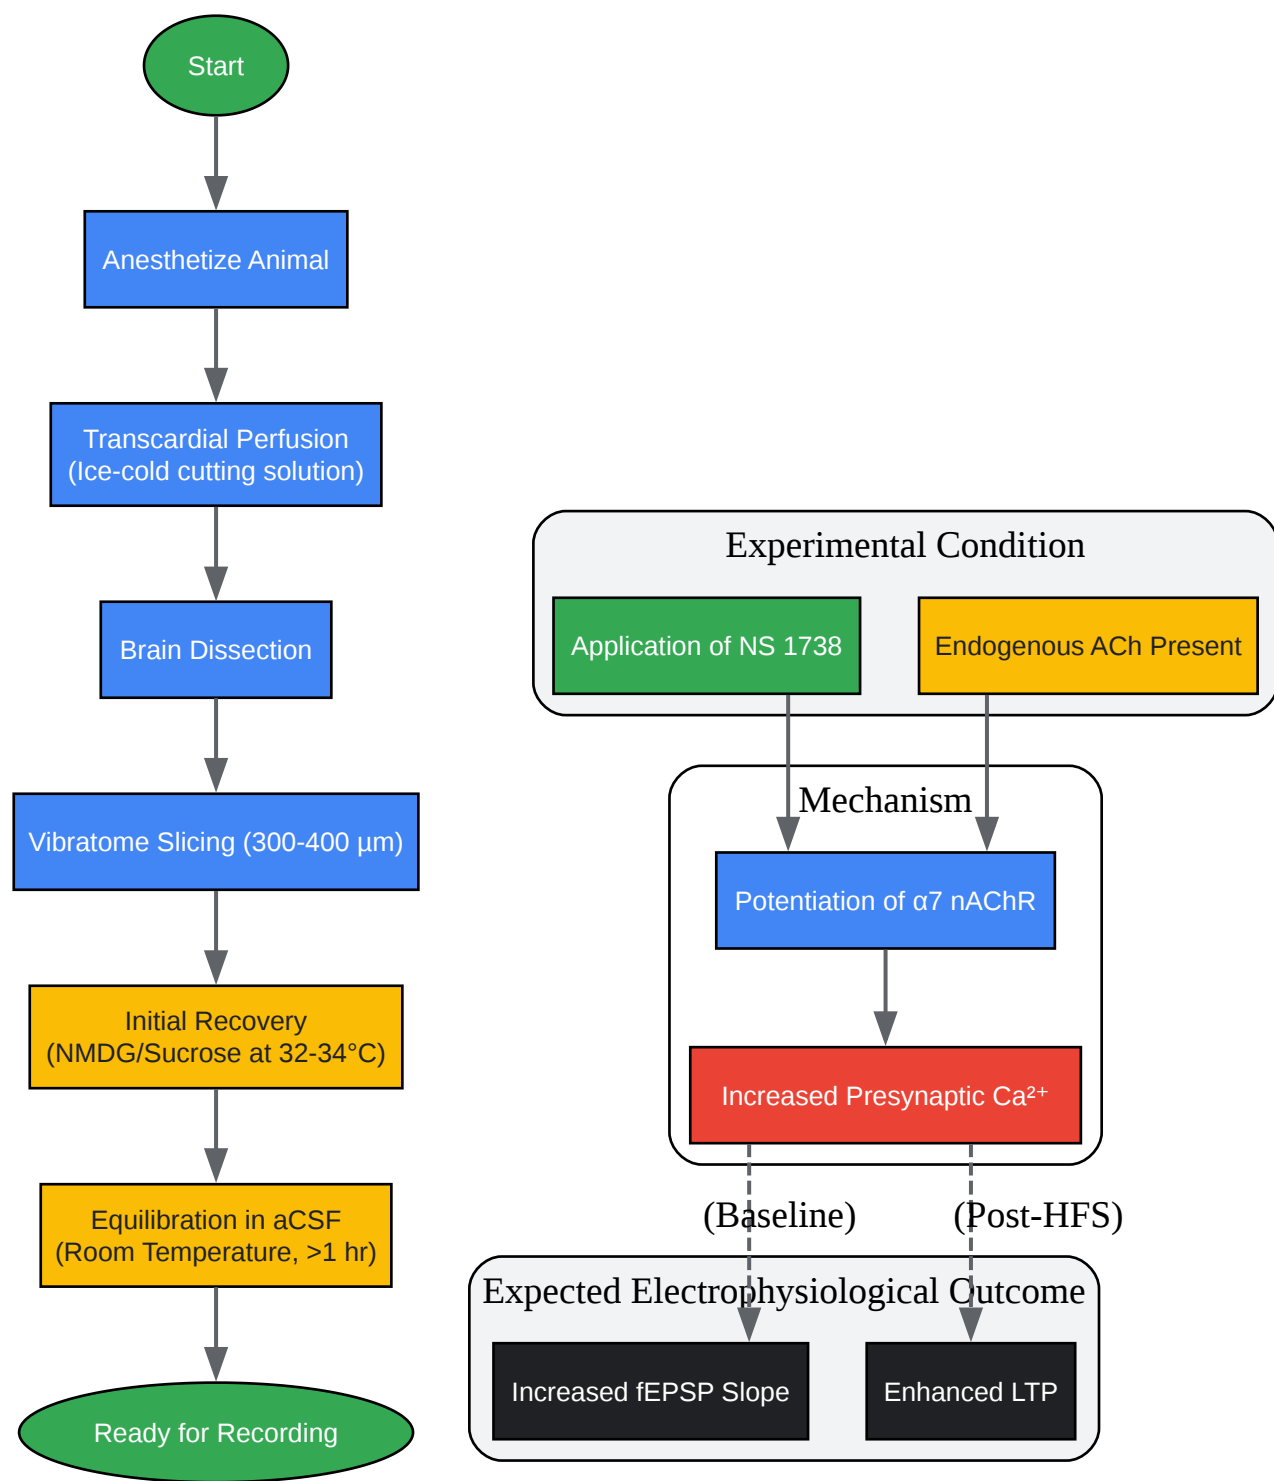 Start
Anesthetize Animal
Transcardial Perfusion
(Ice-cold cutting solution)
Brain Dissection
Vibratome Slicing (300-400 µm)
Initial Recovery
(NMDG/Sucrose at 32-34°C)
Equilibration in aCSF
(Room Temperature, >1 hr)
Ready for Recording
Experimental Condition
Application of NS 1738
Endogenous ACh Present
Mechanism
Potentiation of α7 nAChR
Increased Presynaptic Ca²⁺
(Baseline)
(Post-HFS)
Expected Electrophysiological Outcome
Increased fEPSP Slope
Enhanced LTP